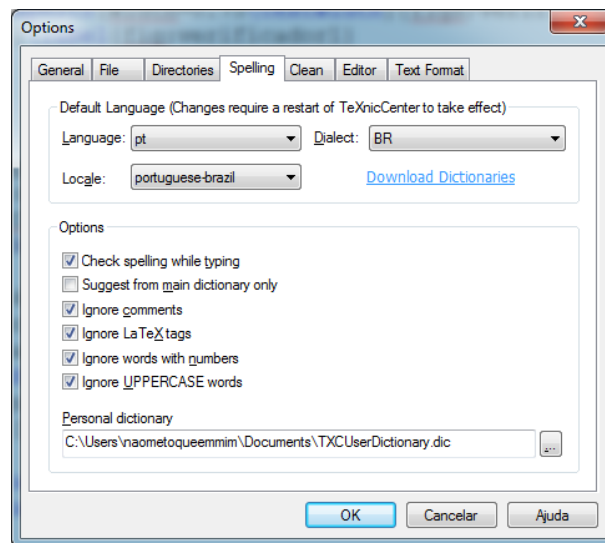 Options
General File Directories Spelling Clean Editor Text Format
Default Language (Changes require a restart of TeXnicCenter to take effect)
Language: pt Dialect: BR
Locale: portuguese-brazil Download Dictionaries
Options
Check spelling while typing
Suggest from main dictionary only
Ignore comments
Ignore LaTeX tags
Ignore words with numbers
Ignore UPPERCASE words
Personal dictionary
C:\Users\naometoqueemmim\Documents\TXCUserDictionary.dic ...
OK Cancelar Ajuda